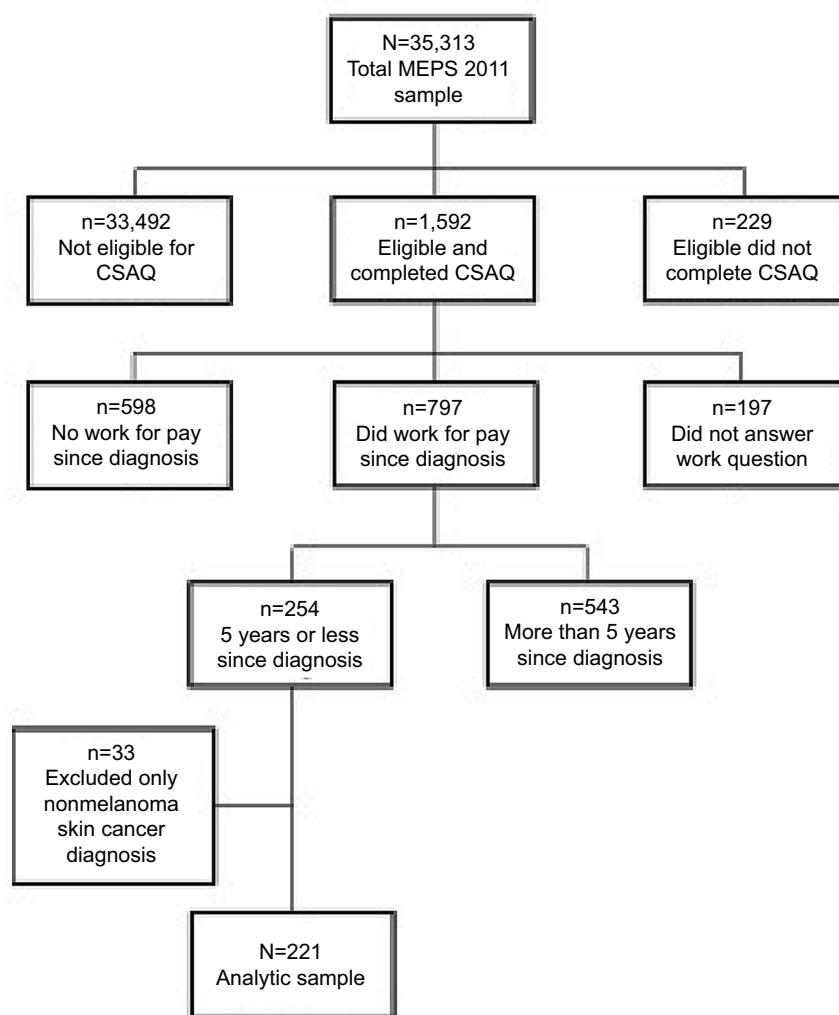 N=35,313
Total MEPS 2011
sample
n=33,492
Not eligible for
CSAQ
n=1,592
Eligible and
completed CSAQ
n=229
Eligible did not
complete CSAQ
n=598
No work for pay
since diagnosis
n=797
Did work for pay
since diagnosis
n=197
Did not answer
work question
n=254
5 years or less
since diagnosis
n=543
More than 5 years
since diagnosis
n=33
Excluded only
nonmelanoma
skin cancer
diagnosis
N=221
Analytic sample